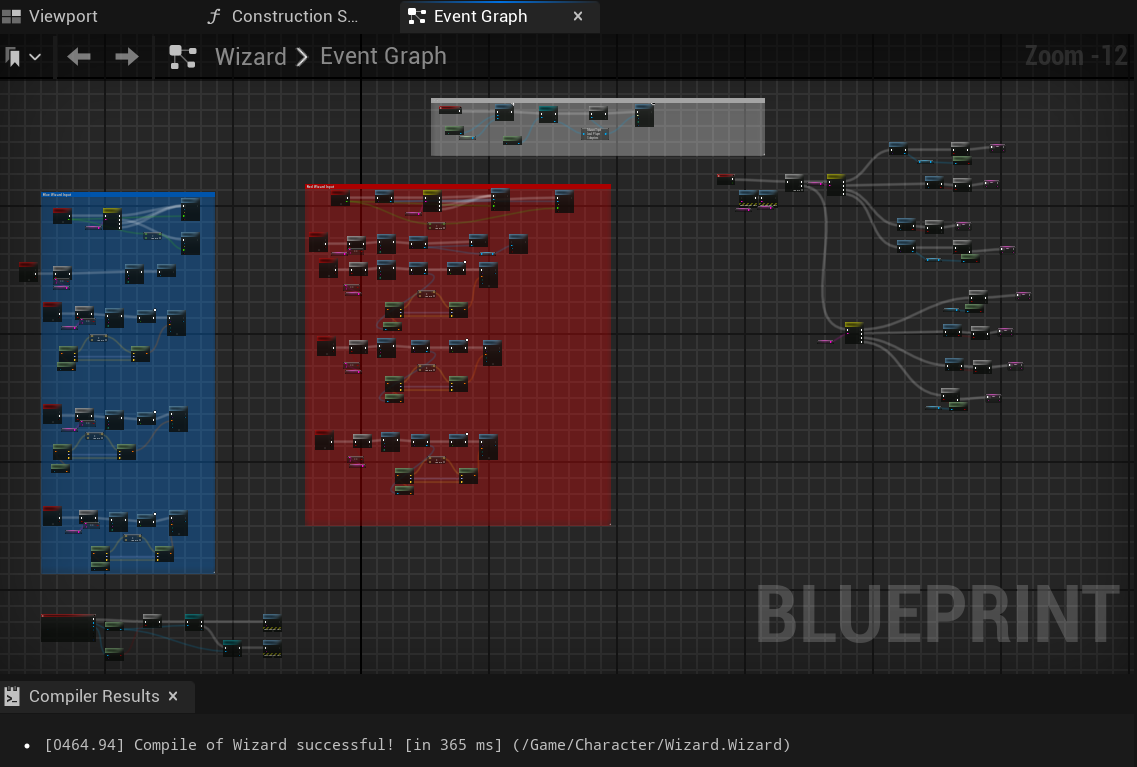 Viewport
Construction S...
Event Graph
Wizard
Event Graph
Zoom -12
Blue Wizard Input
Red Wizard Input
BLUEPRINT
Compiler Results
[0464.94] Compile of Wizard successful! [in 365 ms] (/Game/Character/Wizard.Wizard)